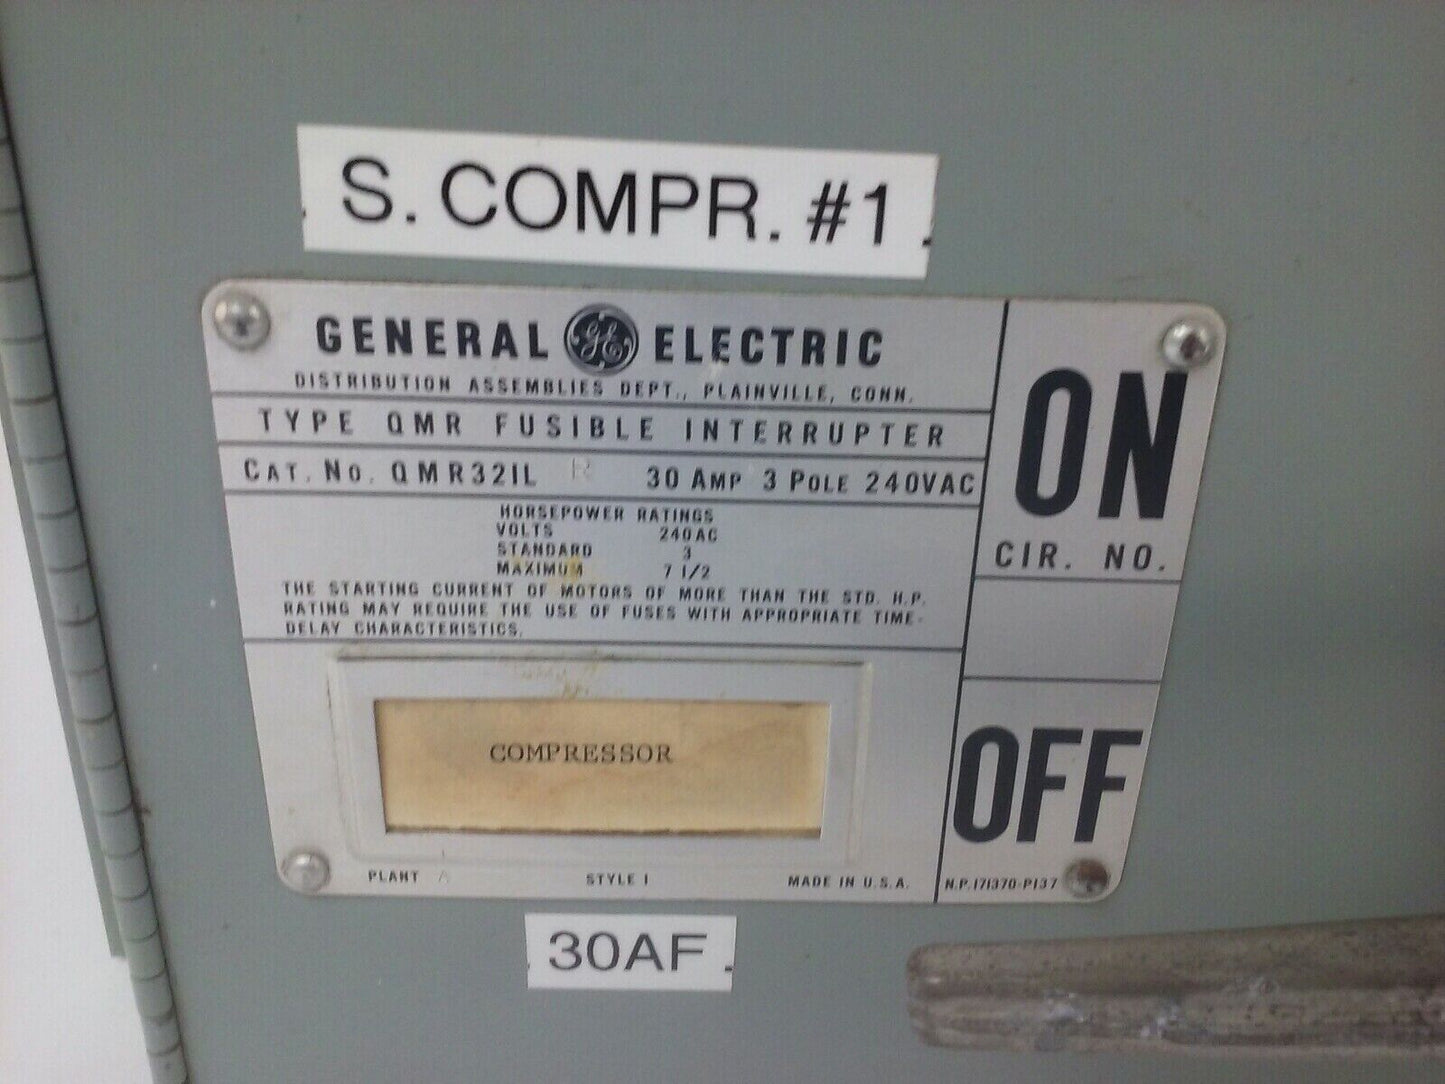 S. COMPR. #1
GENERAL GE ELECTRIC
DISTRIBUTION ASSEMBLIES DEPT., PLAINVILLE, CONN.
TYPE QMR FUSIBLE INTERRUPTER
CAT. NO. QMR321L R 30 AMP 3 POLE 240VAC
HORSEPOWER RATINGS
VOLTS 240AC
STANDARD 3
MAXIMUM 7 1/2
THE STARTING CURRENT OF MOTORS OF MORE THAN THE STD. H.P.
RATING MAY REQUIRE THE USE OF FUSES WITH APPROPRIATE TIME-
DELAY CHARACTERISTICS.
COMPRESSOR
PLANT A STYLE 1 MADE IN U.S.A.
ON
CIR. NO.
OFF
N.P. 171370-P137
30AF